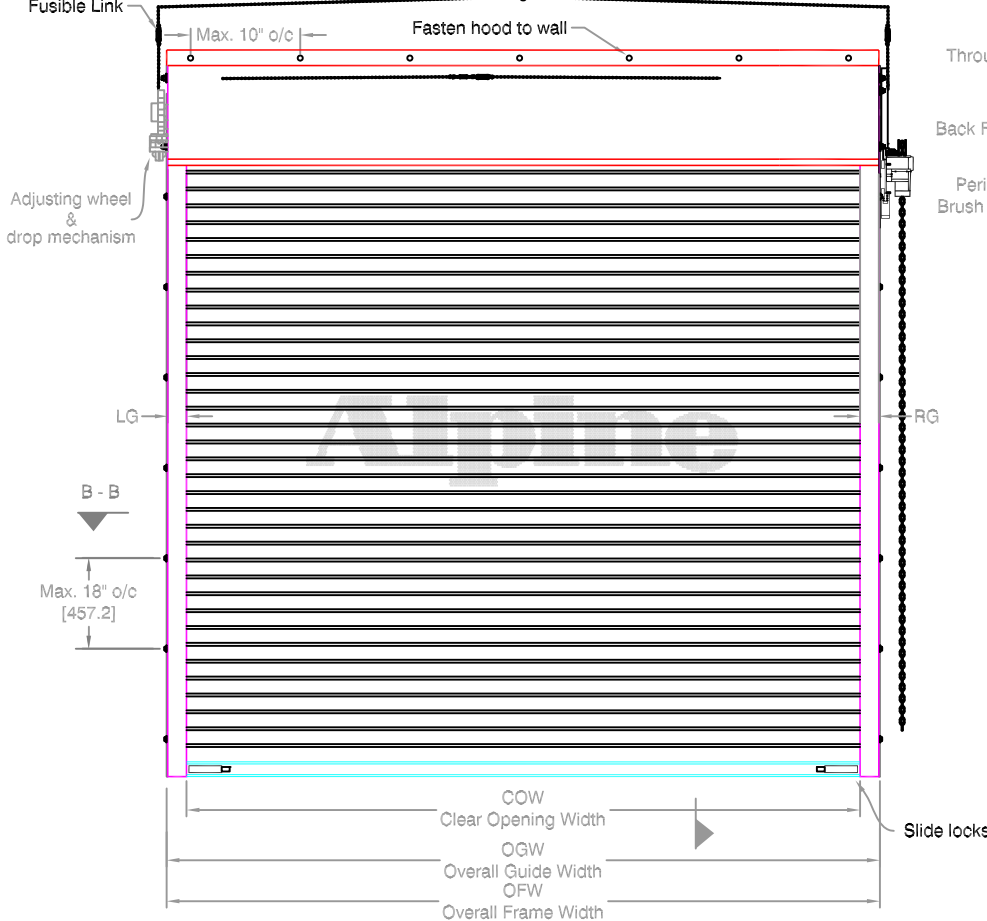 Fusible Link
Max. 10" o/c
Fasten hood to wall
Back F
Adjusting wheel
&
drop mechanism
Brush
LG
Alpine
RG
B - B
Max. 18" o/c
[457.2]
COW
Clear Opening Width
Slide locks
OGW
Overall Guide Width
OFW
Overall Frame Width